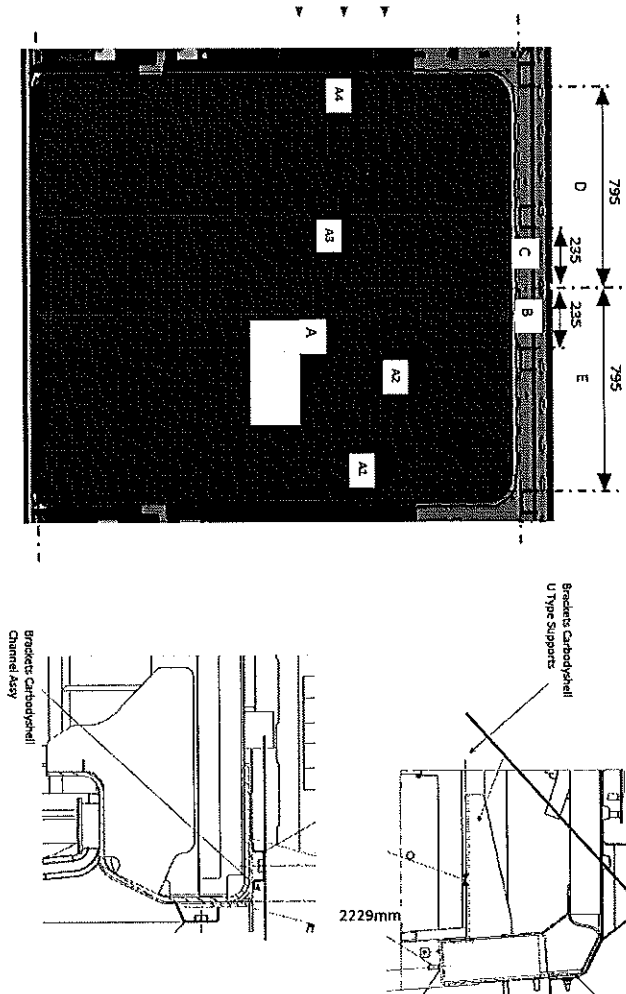 795
795
235
235
D
C
B
E
A4
A3
A
A2
A1
Brackets Carbodyshell
U Type Supports
Brackets Carbodyshell
Channel Assy
2229mm